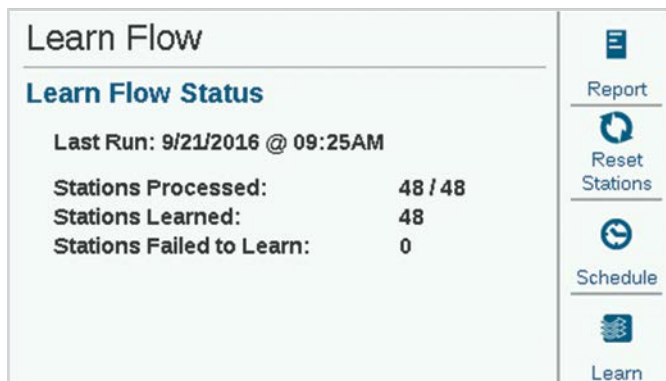 Learn Flow
Learn Flow Status
Last Run: 9/21/2016 @ 09:25AM
Stations Processed: 48 / 48
Stations Learned: 48
Stations Failed to Learn: 0
Report
Reset
Stations
Schedule
Learn